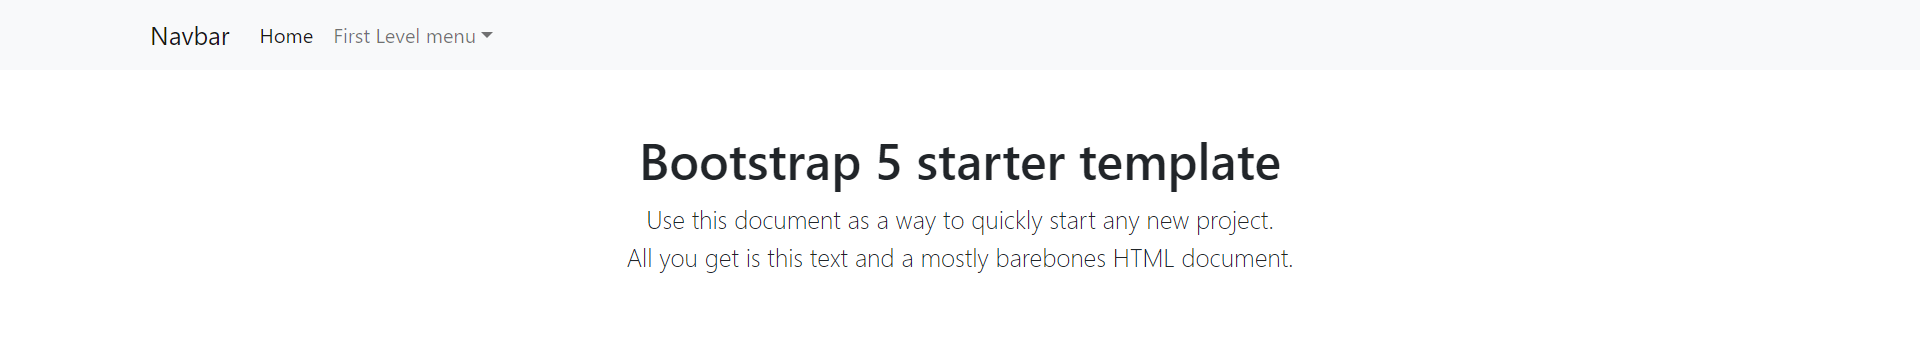 Navbar Home First Level menu
Bootstrap 5 starter template
Use this document as a way to quickly start any new project.
All you get is this text and a mostly barebones HTML document.